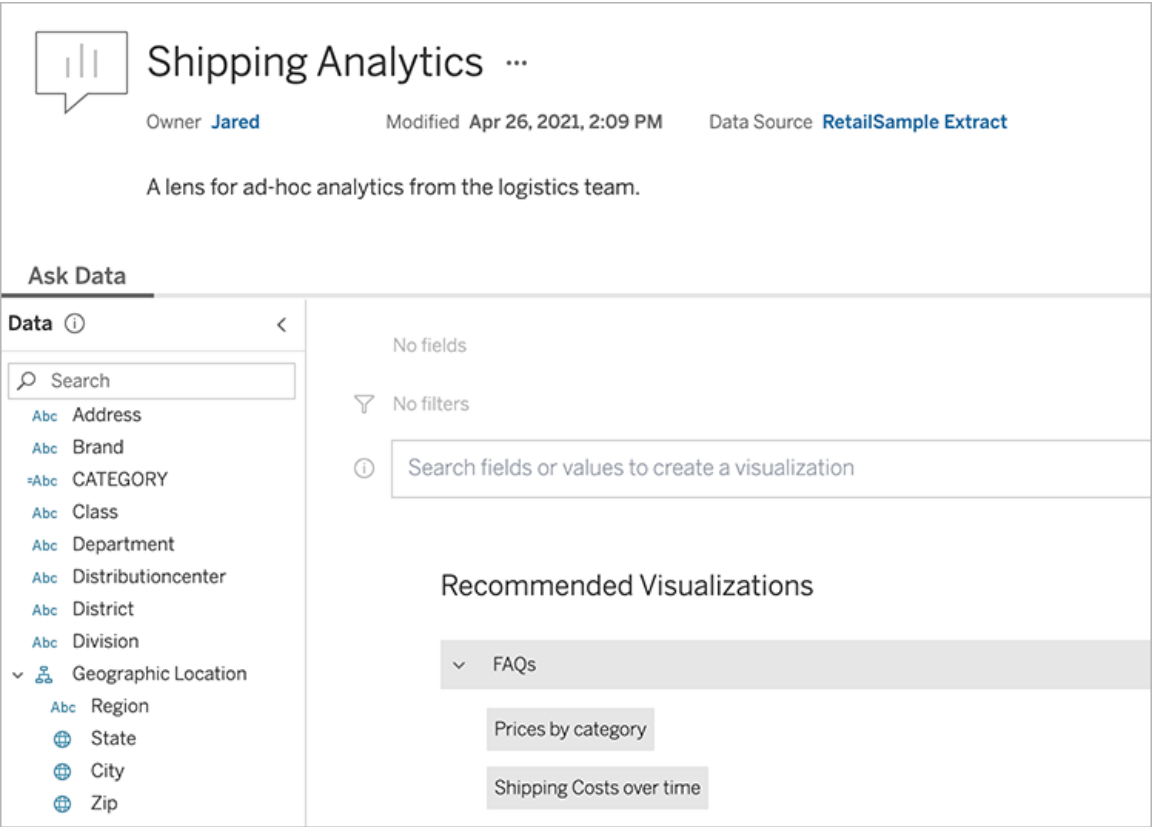 Shipping Analytics ...
Owner Jared Modified Apr 26, 2021, 2:09 PM Data Source RetailSample Extract
A lens for ad-hoc analytics from the logistics team.
Ask Data
Data
Search
Abc Address
Abc Brand
=Abc CATEGORY
Abc Class
Abc Department
Abc Distributioncenter
Abc District
Abc Division
Geographic Location
Abc Region
State
City
Zip
No fields
No filters
Search fields or values to create a visualization
Recommended Visualizations
FAQs
Prices by category
Shipping Costs over time